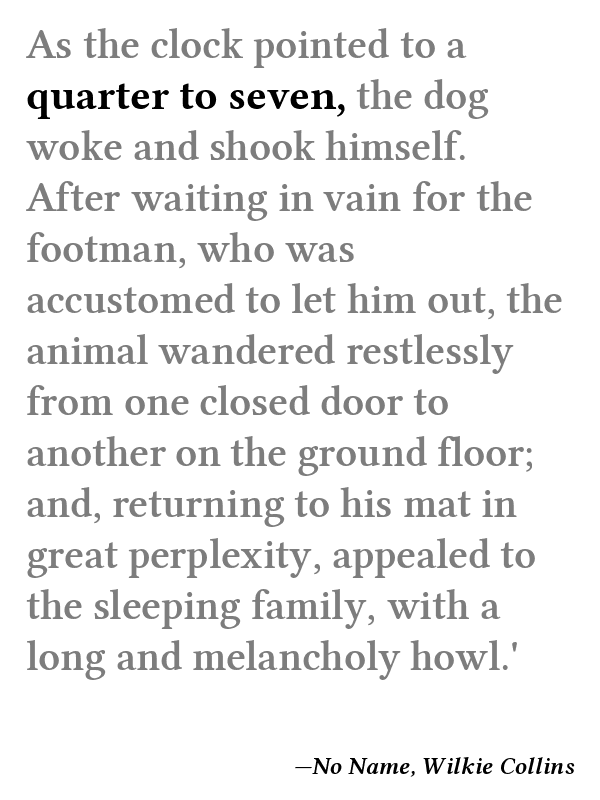 As the clock pointed to a
quarter to seven, the dog
woke and shook himself.
After waiting in vain for the
footman, who was
accustomed to let him out, the
animal wandered restlessly
from one closed door to
another on the ground floor;
and, returning to his mat in
great perplexity, appealed to
the sleeping family, with a
long and melancholy howl.'
—No Name, Wilkie Collins